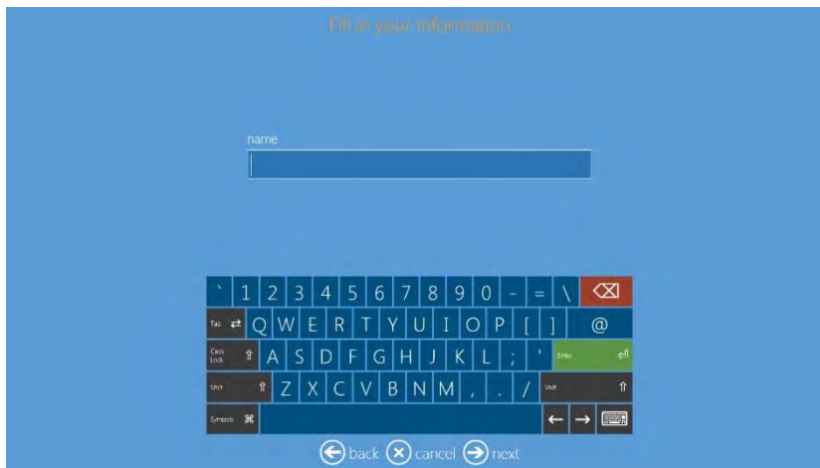 Fill in your information
name
` 1 2 3 4 5 6 7 8 9 0 - = \
Tab Q W E R T Y U I O P [ ] @
Caps Lock A S D F G H J K L ; ' Enter
Shift Z X C V B N M , . / Shift
Symbols
back cancel next